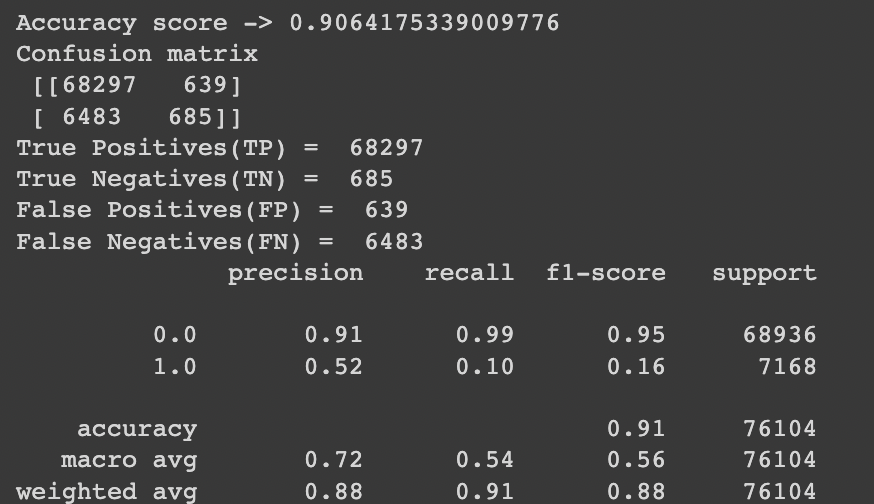 Accuracy score -> 0.9064175339009776
Confusion matrix
[[68297   639]
[ 6483   685]]
True Positives(TP) =  68297
True Negatives(TN) =  685
False Positives(FP) =  639
False Negatives(FN) =  6483
precision    recall  f1-score   support
0.0       0.91      0.99      0.95     68936
1.0       0.52      0.10      0.16      7168
accuracy                           0.91     76104
macro avg       0.72      0.54      0.56     76104
weighted avg       0.88      0.91      0.88     76104